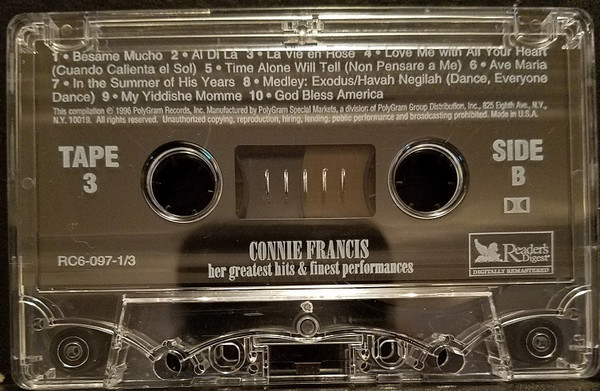 1 • Besame Mucho 2 • Al Di La 3 • La Vie en Rose 4 • Love Me with All Your Heart
(Cuando Calienta el Sol) 5 • Time Alone Will Tell (Non Pensare a Me) 6 • Ave Maria
7 • In the Summer of His Years 8 • Medley: Exodus/Havah Negilah (Dance, Everyone
Dance) 9 • My Yiddishe Momme 10 • God Bless America
This compilation ℗ 1996 PolyGram Records, Inc. Manufactured by PolyGram Special Markets, a division of PolyGram Group Distribution, Inc., 825 Eighth Ave., N.Y.,
N.Y. 10019. All rights reserved. Unauthorized copying, reproduction, hiring, lending, public performance and broadcasting prohibited. Made in U.S.A.
TAPE
3
SIDE
B
CONNIE FRANCIS
her greatest hits & finest performances
RC6-097-1/3
Reader's
Digest
DIGITALLY REMASTERED